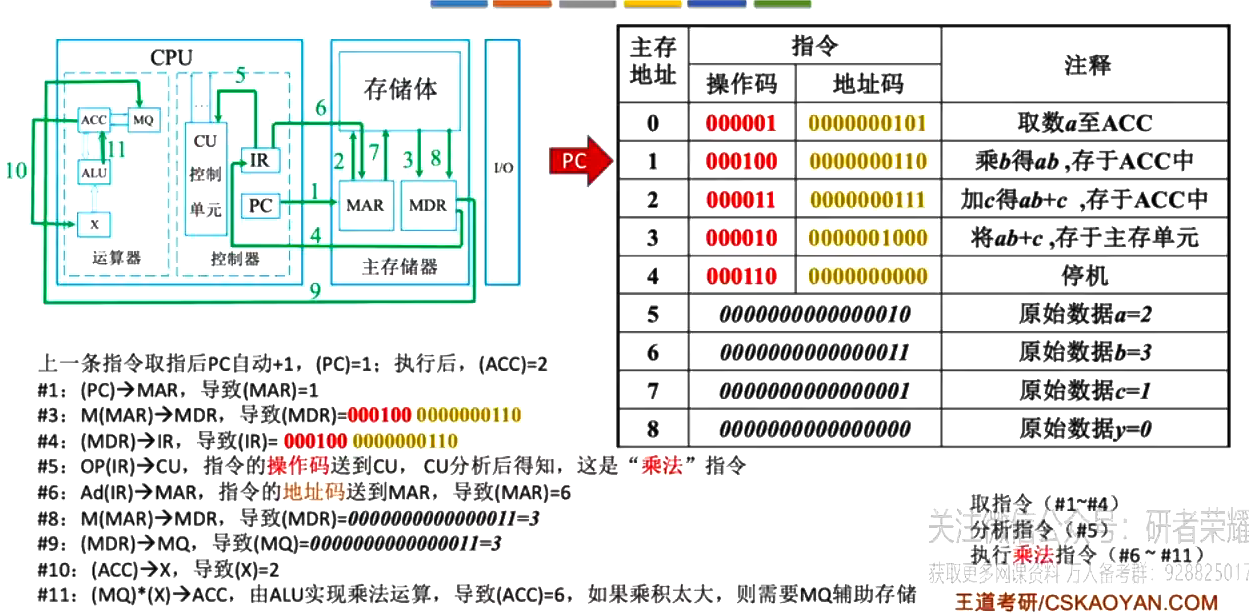 CPU
ACC
MQ
ALU
X
运算器
CU
控制
单元
IR
PC
控制器
存储体
MAR
MDR
主存储器
I/O
1
2
3
4
5
6
7
8
9
10
11
PC
主存地址 指令 注释
操作码 地址码
0 000001 0000000101 取数a至ACC
1 000100 0000000110 乘b得ab ,存于ACC中
2 000011 0000000111 加c得ab+c ,存于ACC中
3 000010 0000001000 将ab+c ,存于主存单元
4 000110 0000000000 停机
5 0000000000000010 原始数据a=2
6 0000000000000011 原始数据b=3
7 0000000000000001 原始数据c=1
8 0000000000000000 原始数据y=0
上一条指令取指后PC自动+1，(PC)=1；执行后，(ACC)=2
#1：(PC)→MAR，导致(MAR)=1
#3：M(MAR)→MDR，导致(MDR)=000100 0000000110
#4：(MDR)→IR，导致(IR)= 000100 0000000110
#5：OP(IR)→CU，指令的操作码送到CU， CU分析后得知，这是“乘法”指令
#6：Ad(IR)→MAR，指令的地址码送到MAR，导致(MAR)=6
#8：M(MAR)→MDR，导致(MDR)=0000000000000011=3
#9：(MDR)→MQ，导致(MQ)=0000000000000011=3
#10：(ACC)→X，导致(X)=2
#11：(MQ)*(X)→ACC，由ALU实现乘法运算，导致(ACC)=6，如果乘积太大，则需要MQ辅助存储
取指令（#1~#4）
分析指令（#5）
执行乘法指令（#6 ~ #11）
关注微信公众号：研者荣耀
获取更多网课资料 万人备考群：928825017
王道考研/CSKAOYAN.COM